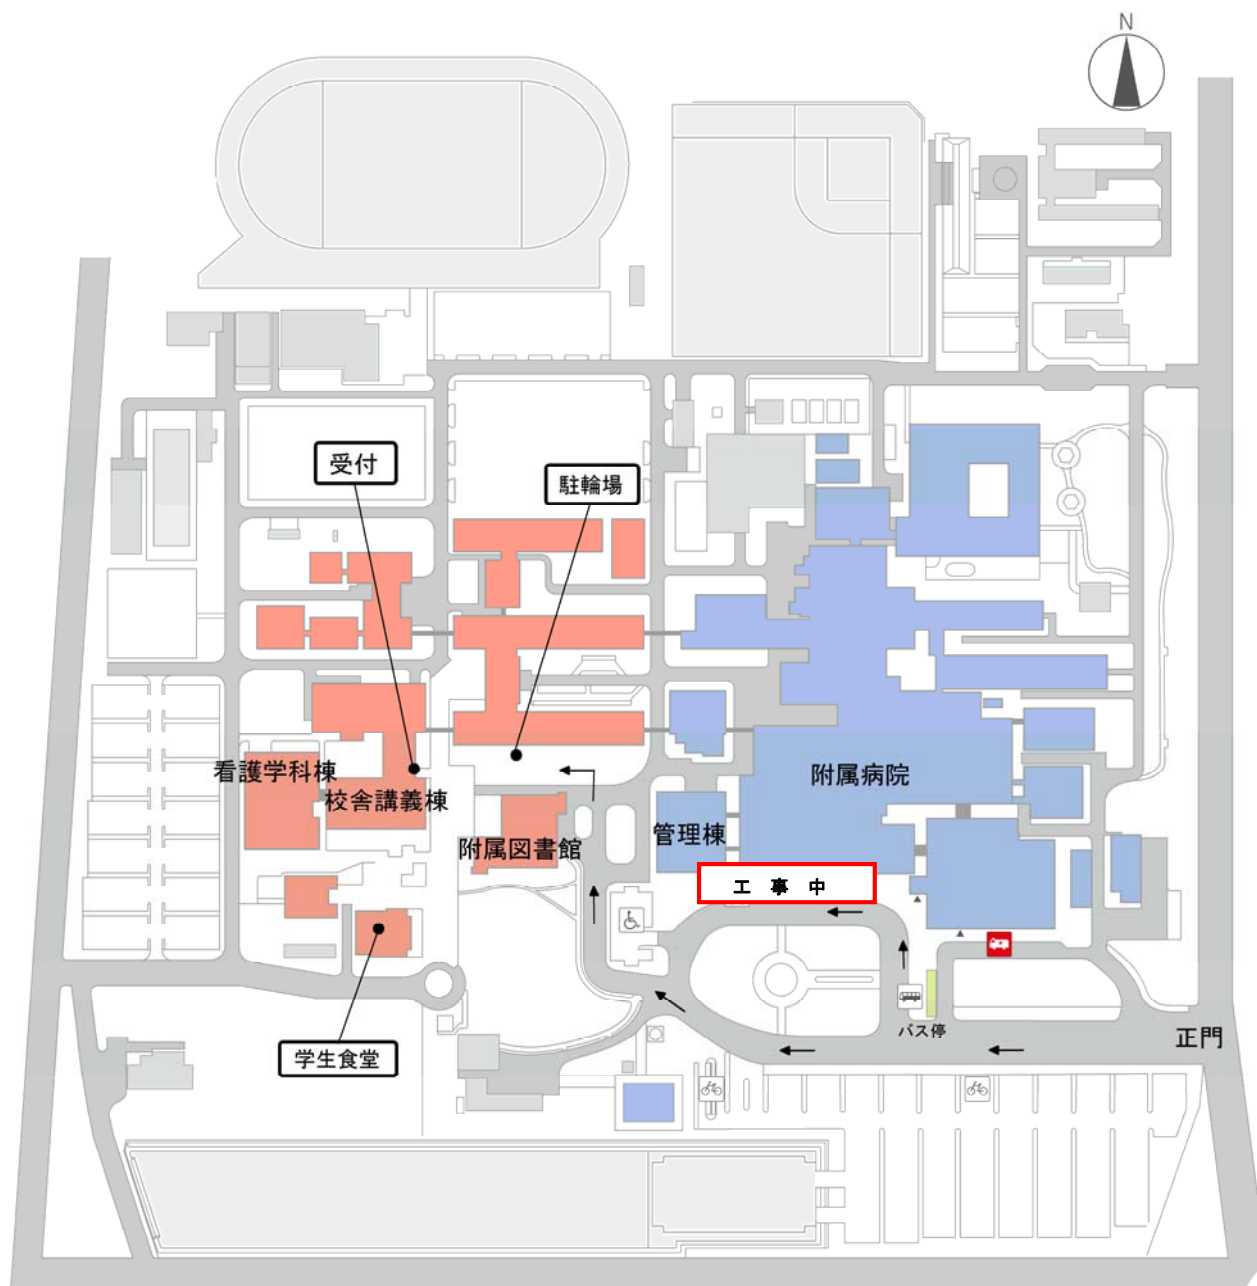 N
受付
駐輪場
看護学科棟
校舎講義棟
附属図書館
管理棟
附属病院
工 事 中
バス停
正門
学生食堂